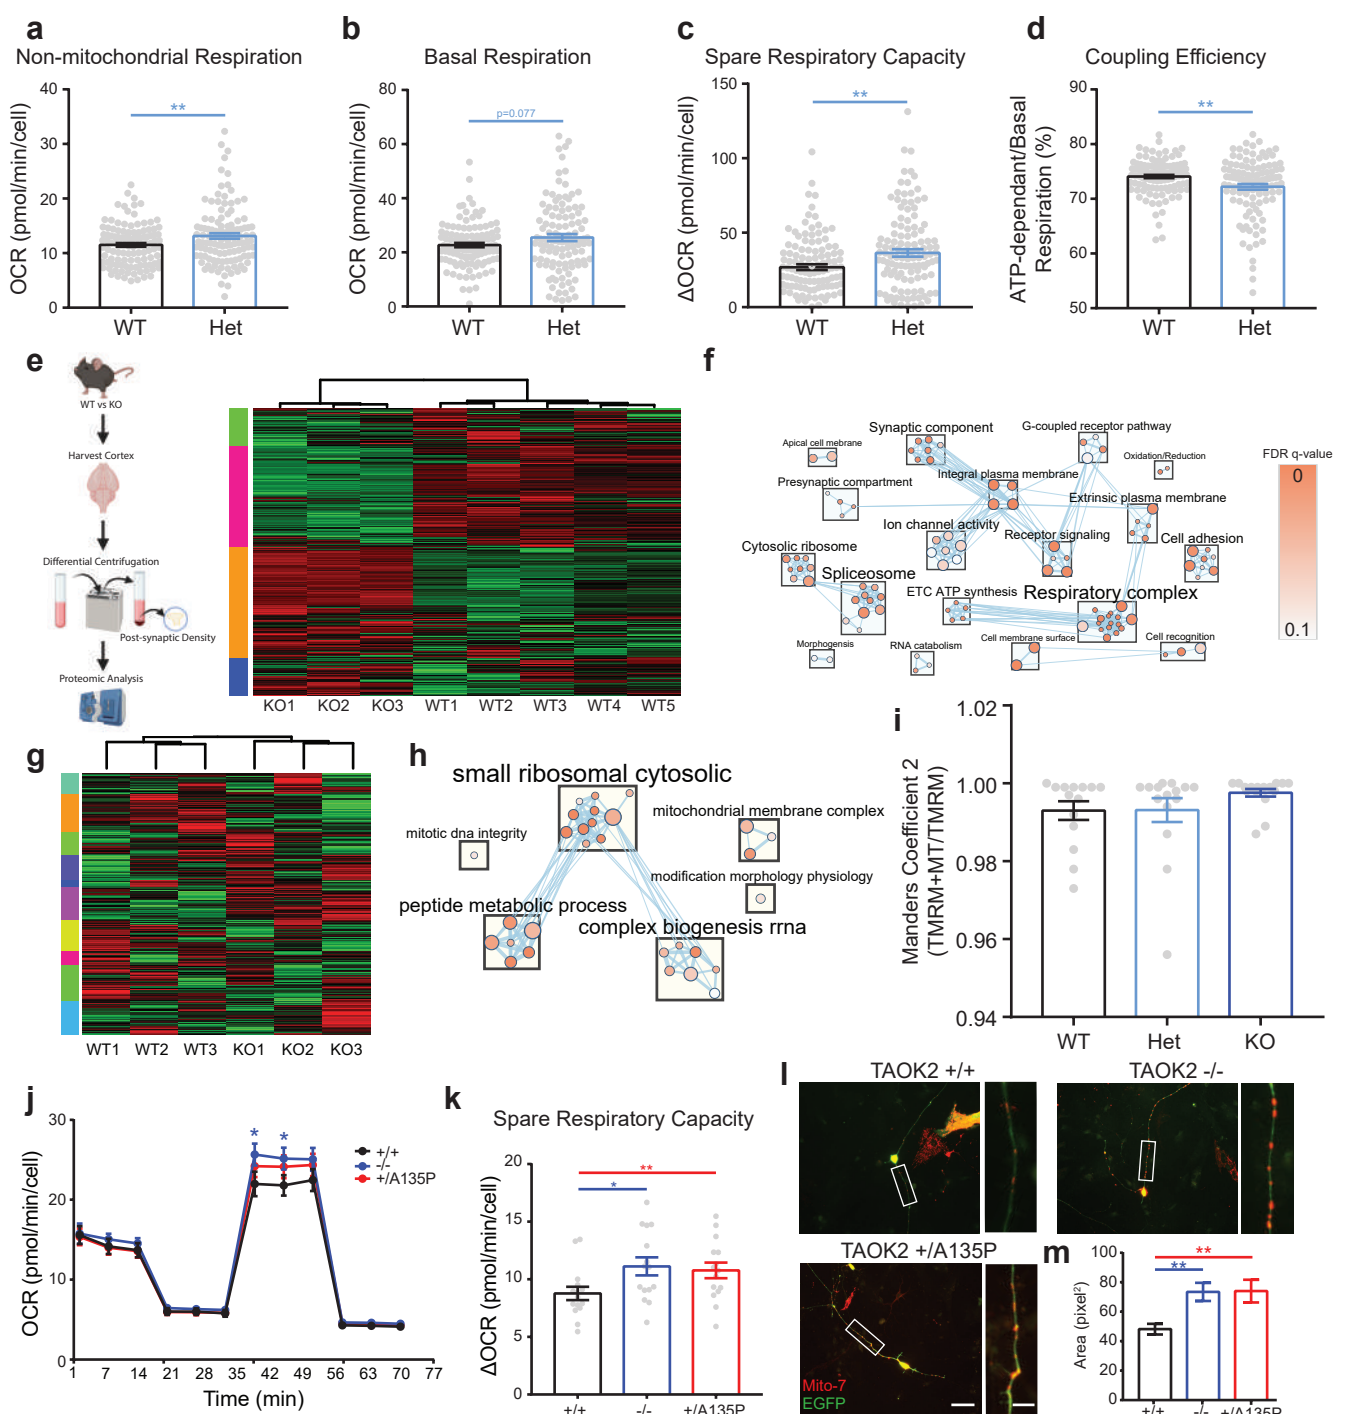 a
Non-mitochondrial Respiration
OCR (pmol/min/cell)
40
30
20
10
0
**
WT
Het
b
Basal Respiration
OCR (pmol/min/cell)
80
60
40
20
0
p=0.077
WT
Het
c
Spare Respiratory Capacity
ΔOCR (pmol/min/cell)
150
100
50
0
**
WT
Het
d
Coupling Efficiency
ATP-dependant/Basal
Respiration (%)
90
80
70
60
50
**
WT
Het
e
WT vs KO
Harvest Cortex
Differential Centrifugation
Post-synaptic Density
Proteomic Analysis
KO1
KO2
KO3
WT1
WT2
WT3
WT4
WT5
f
Synaptic component
G-coupled receptor pathway
Apical cell mebrane
Oxidation/Reduction
Integral plasma membrane
Presynaptic compartment
Extrinsic plasma membrane
Ion channel activity
Receptor signaling
Cell adhesion
Cytosolic ribosome
Spliceosome
ETC ATP synthesis
Respiratory complex
Morphogenesis
RNA catabolism
Cell membrane surface
Cell recognition
FDR q-value
0
0.1
g
WT1
WT2
WT3
KO1
KO2
KO3
h
small ribosomal cytosolic
mitochondrial membrane complex
mitotic dna integrity
modification morphology physiology
peptide metabolic process
complex biogenesis rrna
i
Manders Coefficient 2
(TMRM+MT/TMRM)
1.02
1.00
0.98
0.96
0.94
WT
Het
KO
j
OCR (pmol/min/cell)
30
20
10
0
* *
+/+
-/-
+/A135P
1 7 14 21 28 35 42 49 56 63 70 77
Time (min)
k
Spare Respiratory Capacity
ΔOCR (pmol/min/cell)
20
15
10
5
0
**
*
+/+
-/-
+/A135P
l
TAOK2 +/+
TAOK2 -/-
TAOK2 +/A135P
Mito-7
EGFP
m
Area (pixel²)
100
80
60
40
20
0
**
**
+/+
-/-
+/A135P